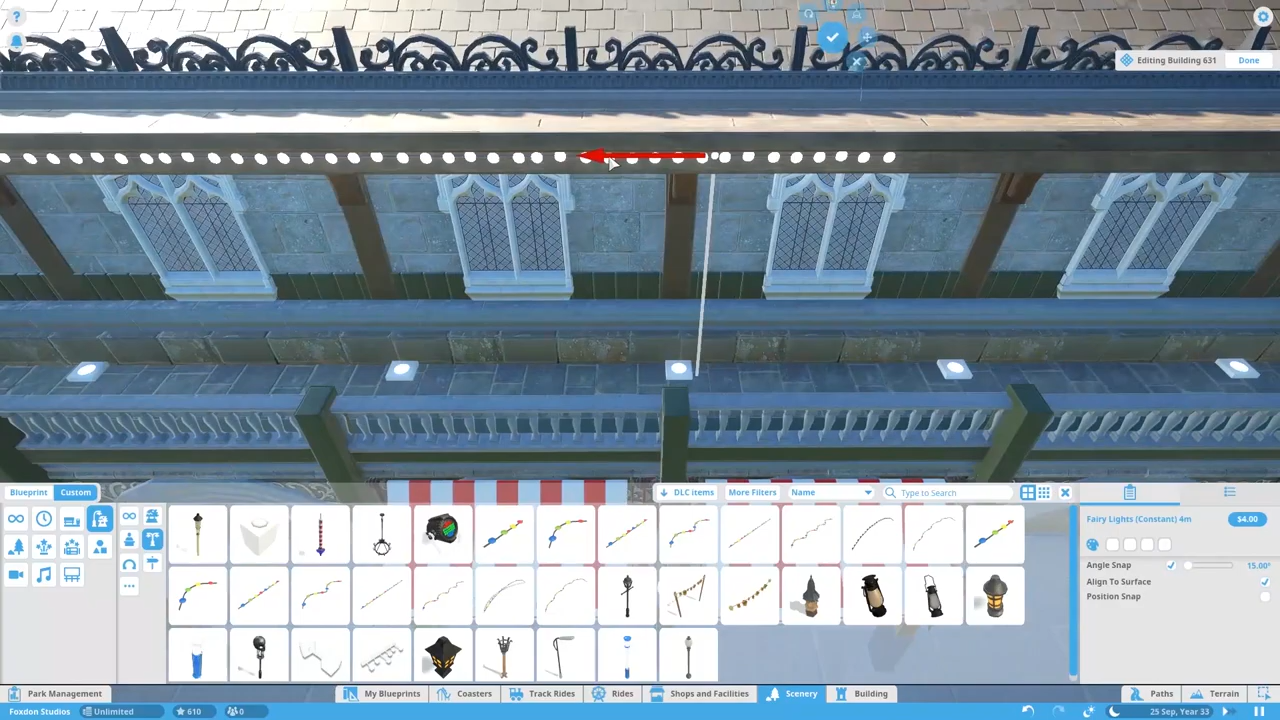 ?
Editing Building 631
Done
Blueprint
Custom
DLC items
More Filters
Name
Type to Search
Fairy Lights (Constant) 4m
$4.00
Angle Snap
15.00°
Align To Surface
Position Snap
Park Management
My Blueprints
Coasters
Track Rides
Rides
Shops and Facilities
Scenery
Building
Paths
Terrain
Foxdon Studios
Unlimited
610
0
25 Sep, Year 33